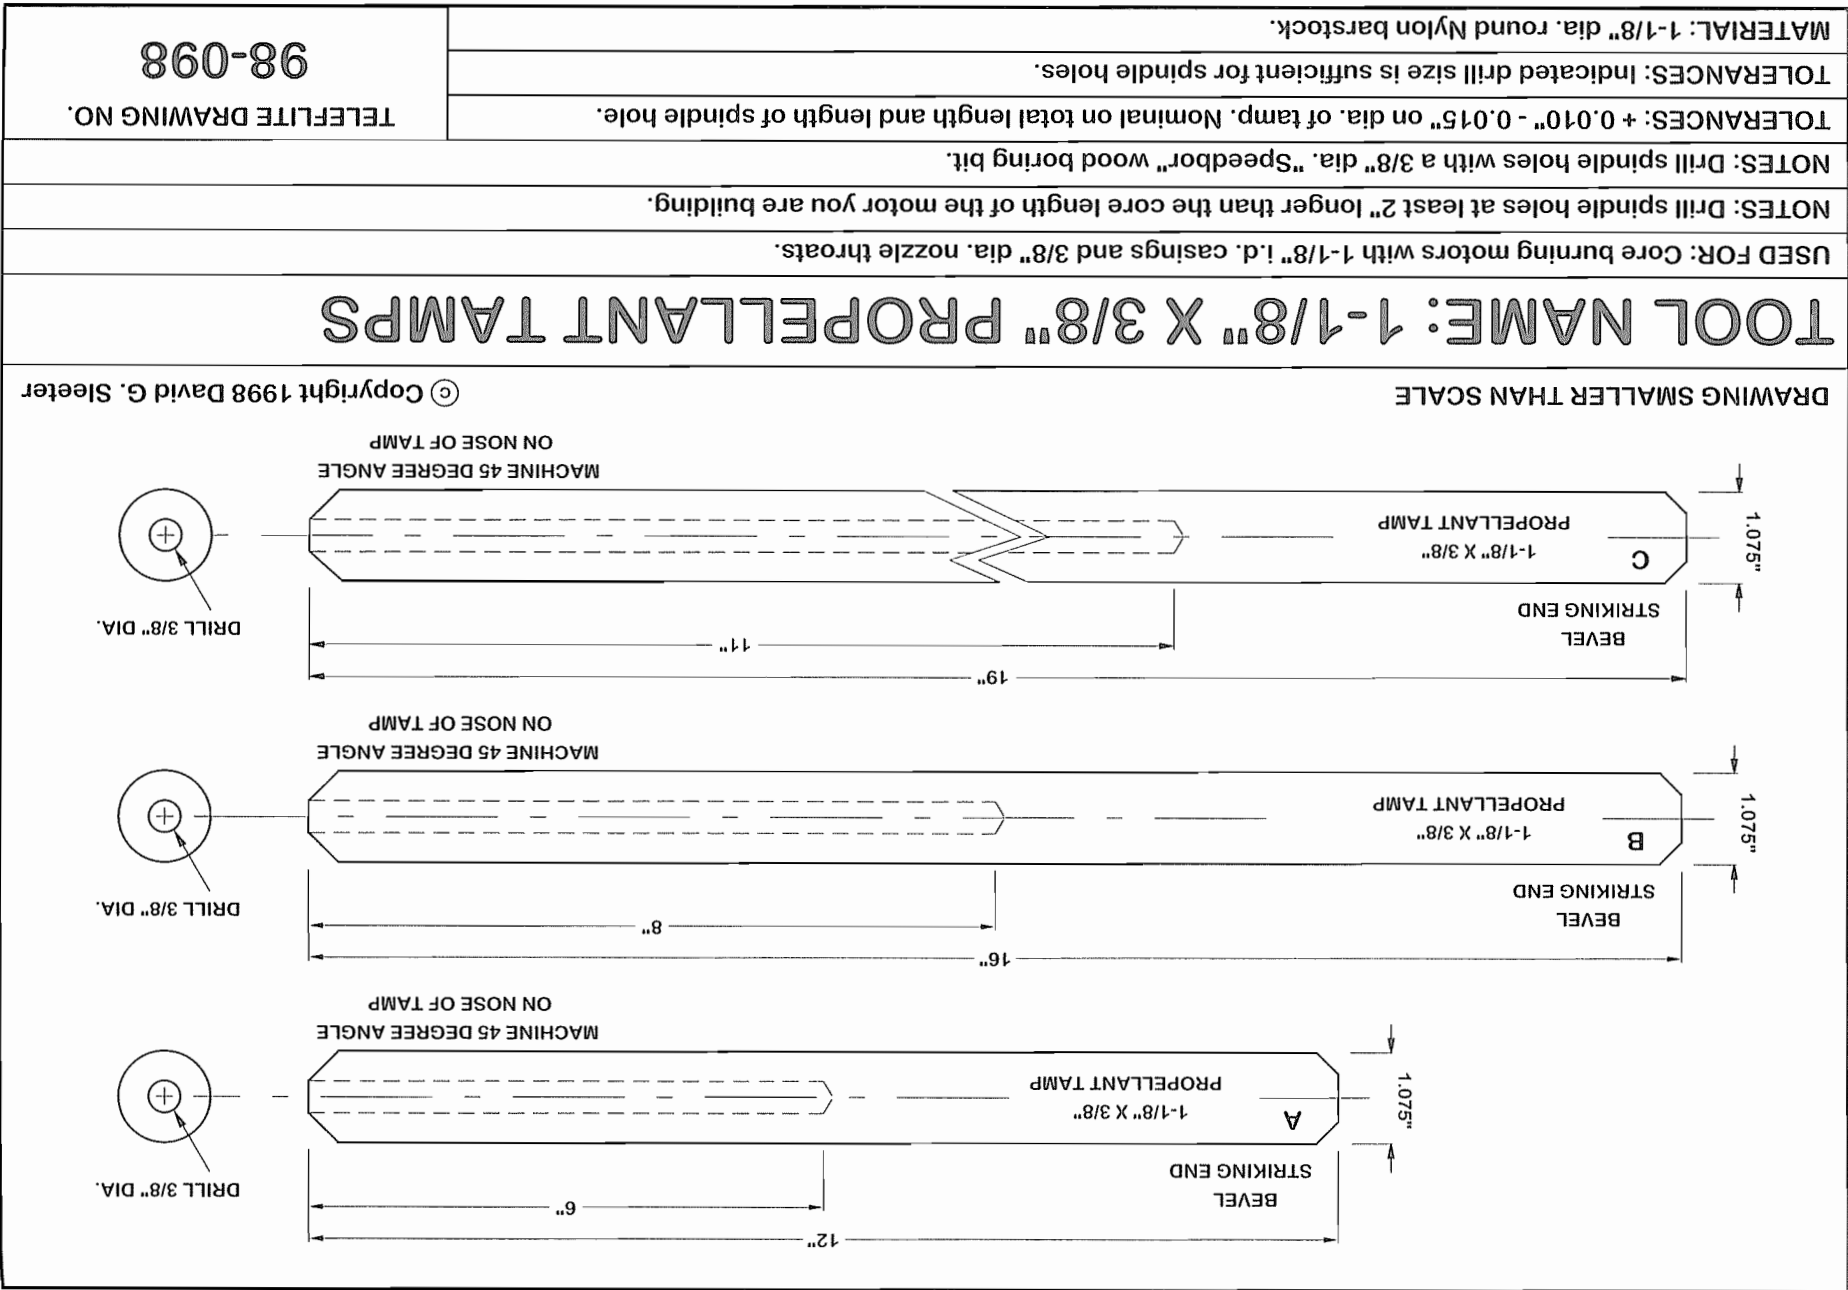 12"
6"
BEVEL
STRIKING END
DRILL 3/8" DIA.
A
1-1/8" X 3/8"
PROPELLANT TAMP
1.075"
MACHINE 45 DEGREE ANGLE
ON NOSE OF TAMP
16"
8"
BEVEL
STRIKING END
DRILL 3/8" DIA.
B
1-1/8" X 3/8"
PROPELLANT TAMP
1.075"
MACHINE 45 DEGREE ANGLE
ON NOSE OF TAMP
19"
11"
BEVEL
STRIKING END
DRILL 3/8" DIA.
C
1-1/8" X 3/8"
PROPELLANT TAMP
1.075"
MACHINE 45 DEGREE ANGLE
ON NOSE OF TAMP
DRAWING SMALLER THAN SCALE
© Copyright 1998 David G. Sleeter
TOOL NAME: 1-1/8" X 3/8" PROPELLANT TAMPS
USED FOR: Core burning motors with 1-1/8" i.d. casings and 3/8" dia. nozzle throats.
NOTES: Drill spindle holes at least 2" longer than the core length of the motor you are building.
NOTES: Drill spindle holes with a 3/8" dia. "Speedbor" wood boring bit.
TOLERANCES: + 0.010" - 0.015" on dia. of tamp. Nominal on total length and length of spindle hole.
TOLERANCES: Indicated drill size is sufficient for spindle holes.
MATERIAL: 1-1/8" dia. round Nylon barstock.
TELEFLITE DRAWING NO.
98-098